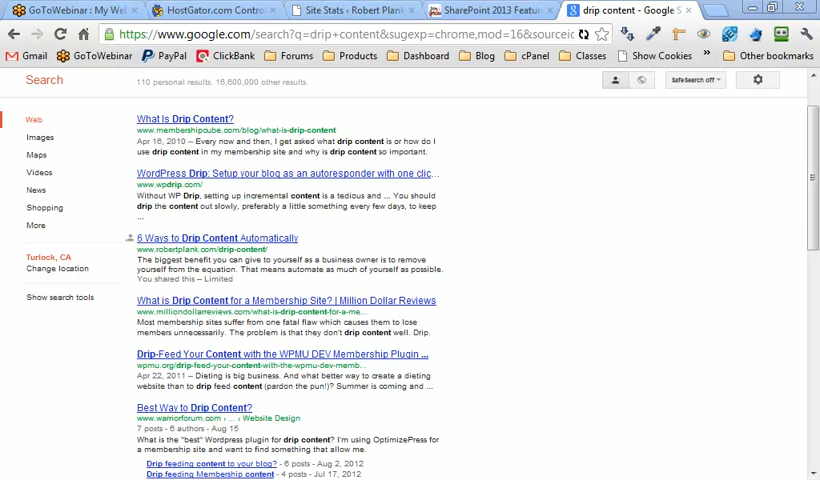 GoToWebinar : My Web
HostGator.com Contro
Site Stats ‹ Robert Plank
SharePoint 2013 Featur
drip content - Google S
https://www.google.com/search?q=drip+content&sugexp=chrome,mod=16&sourceid
Gmail
GoToWebinar
PayPal
ClickBank
Forums
Products
Dashboard
Blog
cPanel
Classes
Show Cookies
»
Other bookmarks
Search
110 personal results. 16,600,000 other results.
SafeSearch off
Web
Images
Maps
Videos
News
Shopping
More
Turlock, CA
Change location
Show search tools
What Is Drip Content?
www.membershipcube.com/blog/what-is-drip-content
Apr 16, 2010 – Every now and then, I get asked what drip content is or how do I
use drip content in my membership site and why is drip content so important.
WordPress Drip: Setup your blog as an autoresponder with one clic...
www.wpdrip.com/
Without WP Drip, setting up incremental content is a tedious and ... You should
drip the content out slowly, preferably a little something every few days, to keep
...
6 Ways to Drip Content Automatically
www.robertplank.com/drip-content/
The biggest benefit you can give to yourself as a business owner is to remove
yourself from the equation. That means automate as much of yourself as possible.
You shared this – Limited
What is Drip Content for a Membership Site? | Million Dollar Reviews
www.milliondollarreviews.com/what-is-drip-content-for-a-me...
Most membership sites suffer from one fatal flaw which causes them to lose
members unnecessarily. The problem is that they don't drip content well. Drip.
Drip-Feed Your Content with the WPMU DEV Membership Plugin ...
wpmu.org/drip-feed-your-content-with-the-wpmu-dev-memb...
Apr 22, 2011 – Dieting is big business. And what better way to create a dieting
website than to drip feed content (pardon the pun!)? Summer is coming and ...
Best Way to Drip Content?
www.warriorforum.com › ... › Website Design
7 posts - 6 authors - Aug 15
What is the "best" Wordpress plugin for drip content? I'm using OptimizePress for
a membership site and want to find something that allow me.
Drip feeding content to your blog? - 6 posts - Aug 2, 2012
Drip feeding Membership content - 4 posts - Jul 17, 2012